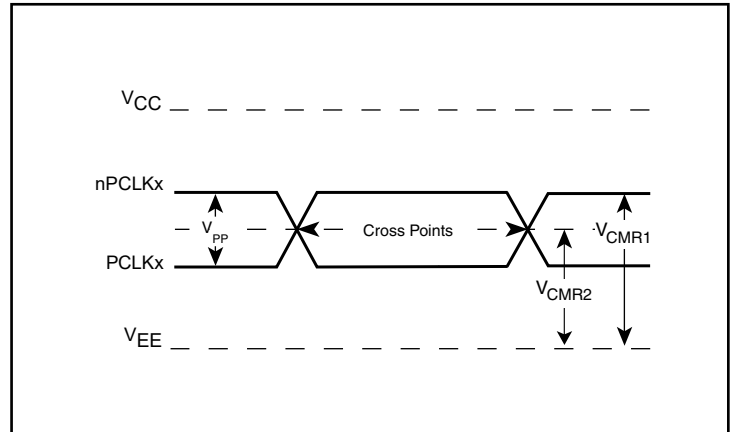 VCC
nPCLKx
VPP
Cross Points
VCMR1
PCLKx
VCMR2
VEE